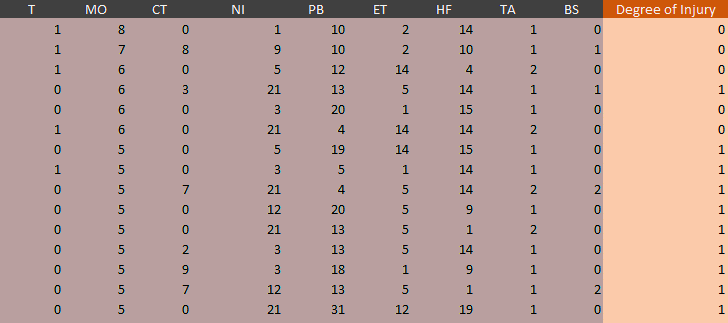 T MO CT NI PB ET HF TA BS Degree of Injury
1 8 0 1 10 2 14 1 0 0
1 7 8 9 10 2 10 1 1 0
1 6 0 5 12 14 4 2 0 0
0 6 3 21 13 5 14 1 1 1
0 6 0 3 20 1 15 1 0 0
1 6 0 21 4 14 14 2 0 0
0 5 0 5 19 14 15 1 0 1
1 5 0 3 5 1 14 1 0 1
0 5 7 21 4 5 14 2 2 1
0 5 0 12 20 5 9 1 0 1
0 5 0 21 13 5 1 2 0 1
0 5 2 3 13 5 14 1 0 1
0 5 9 3 18 1 9 1 0 1
0 5 7 12 13 5 1 1 2 1
0 5 0 21 31 12 19 1 0 1